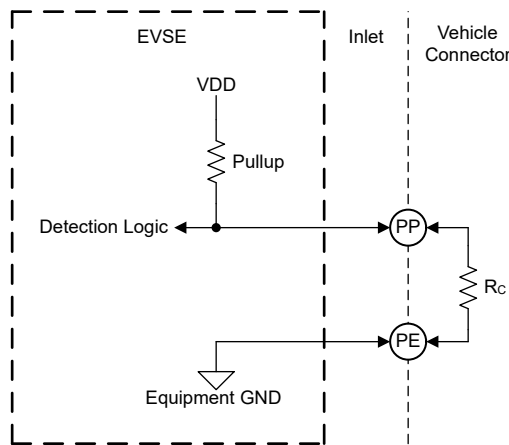 EVSE
Inlet
Vehicle
Connector
VDD
Pullup
Detection Logic
PP
RC
PE
Equipment GND